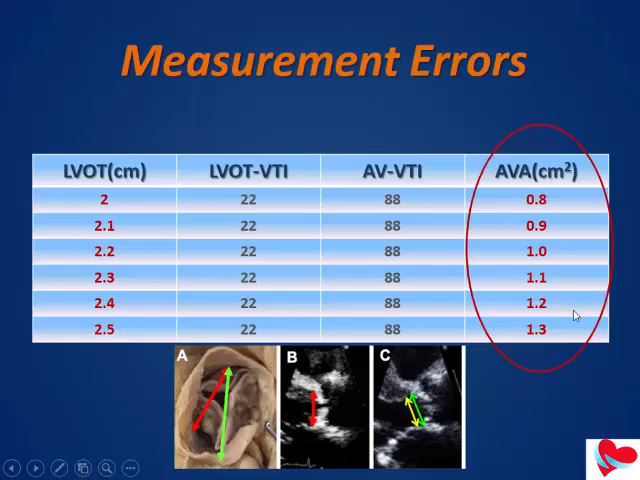 Measurement Errors
LVOT(cm) LVOT-VTI AV-VTI AVA(cm²)
2 22 88 0.8
2.1 22 88 0.9
2.2 22 88 1.0
2.3 22 88 1.1
2.4 22 88 1.2
2.5 22 88 1.3
A B C